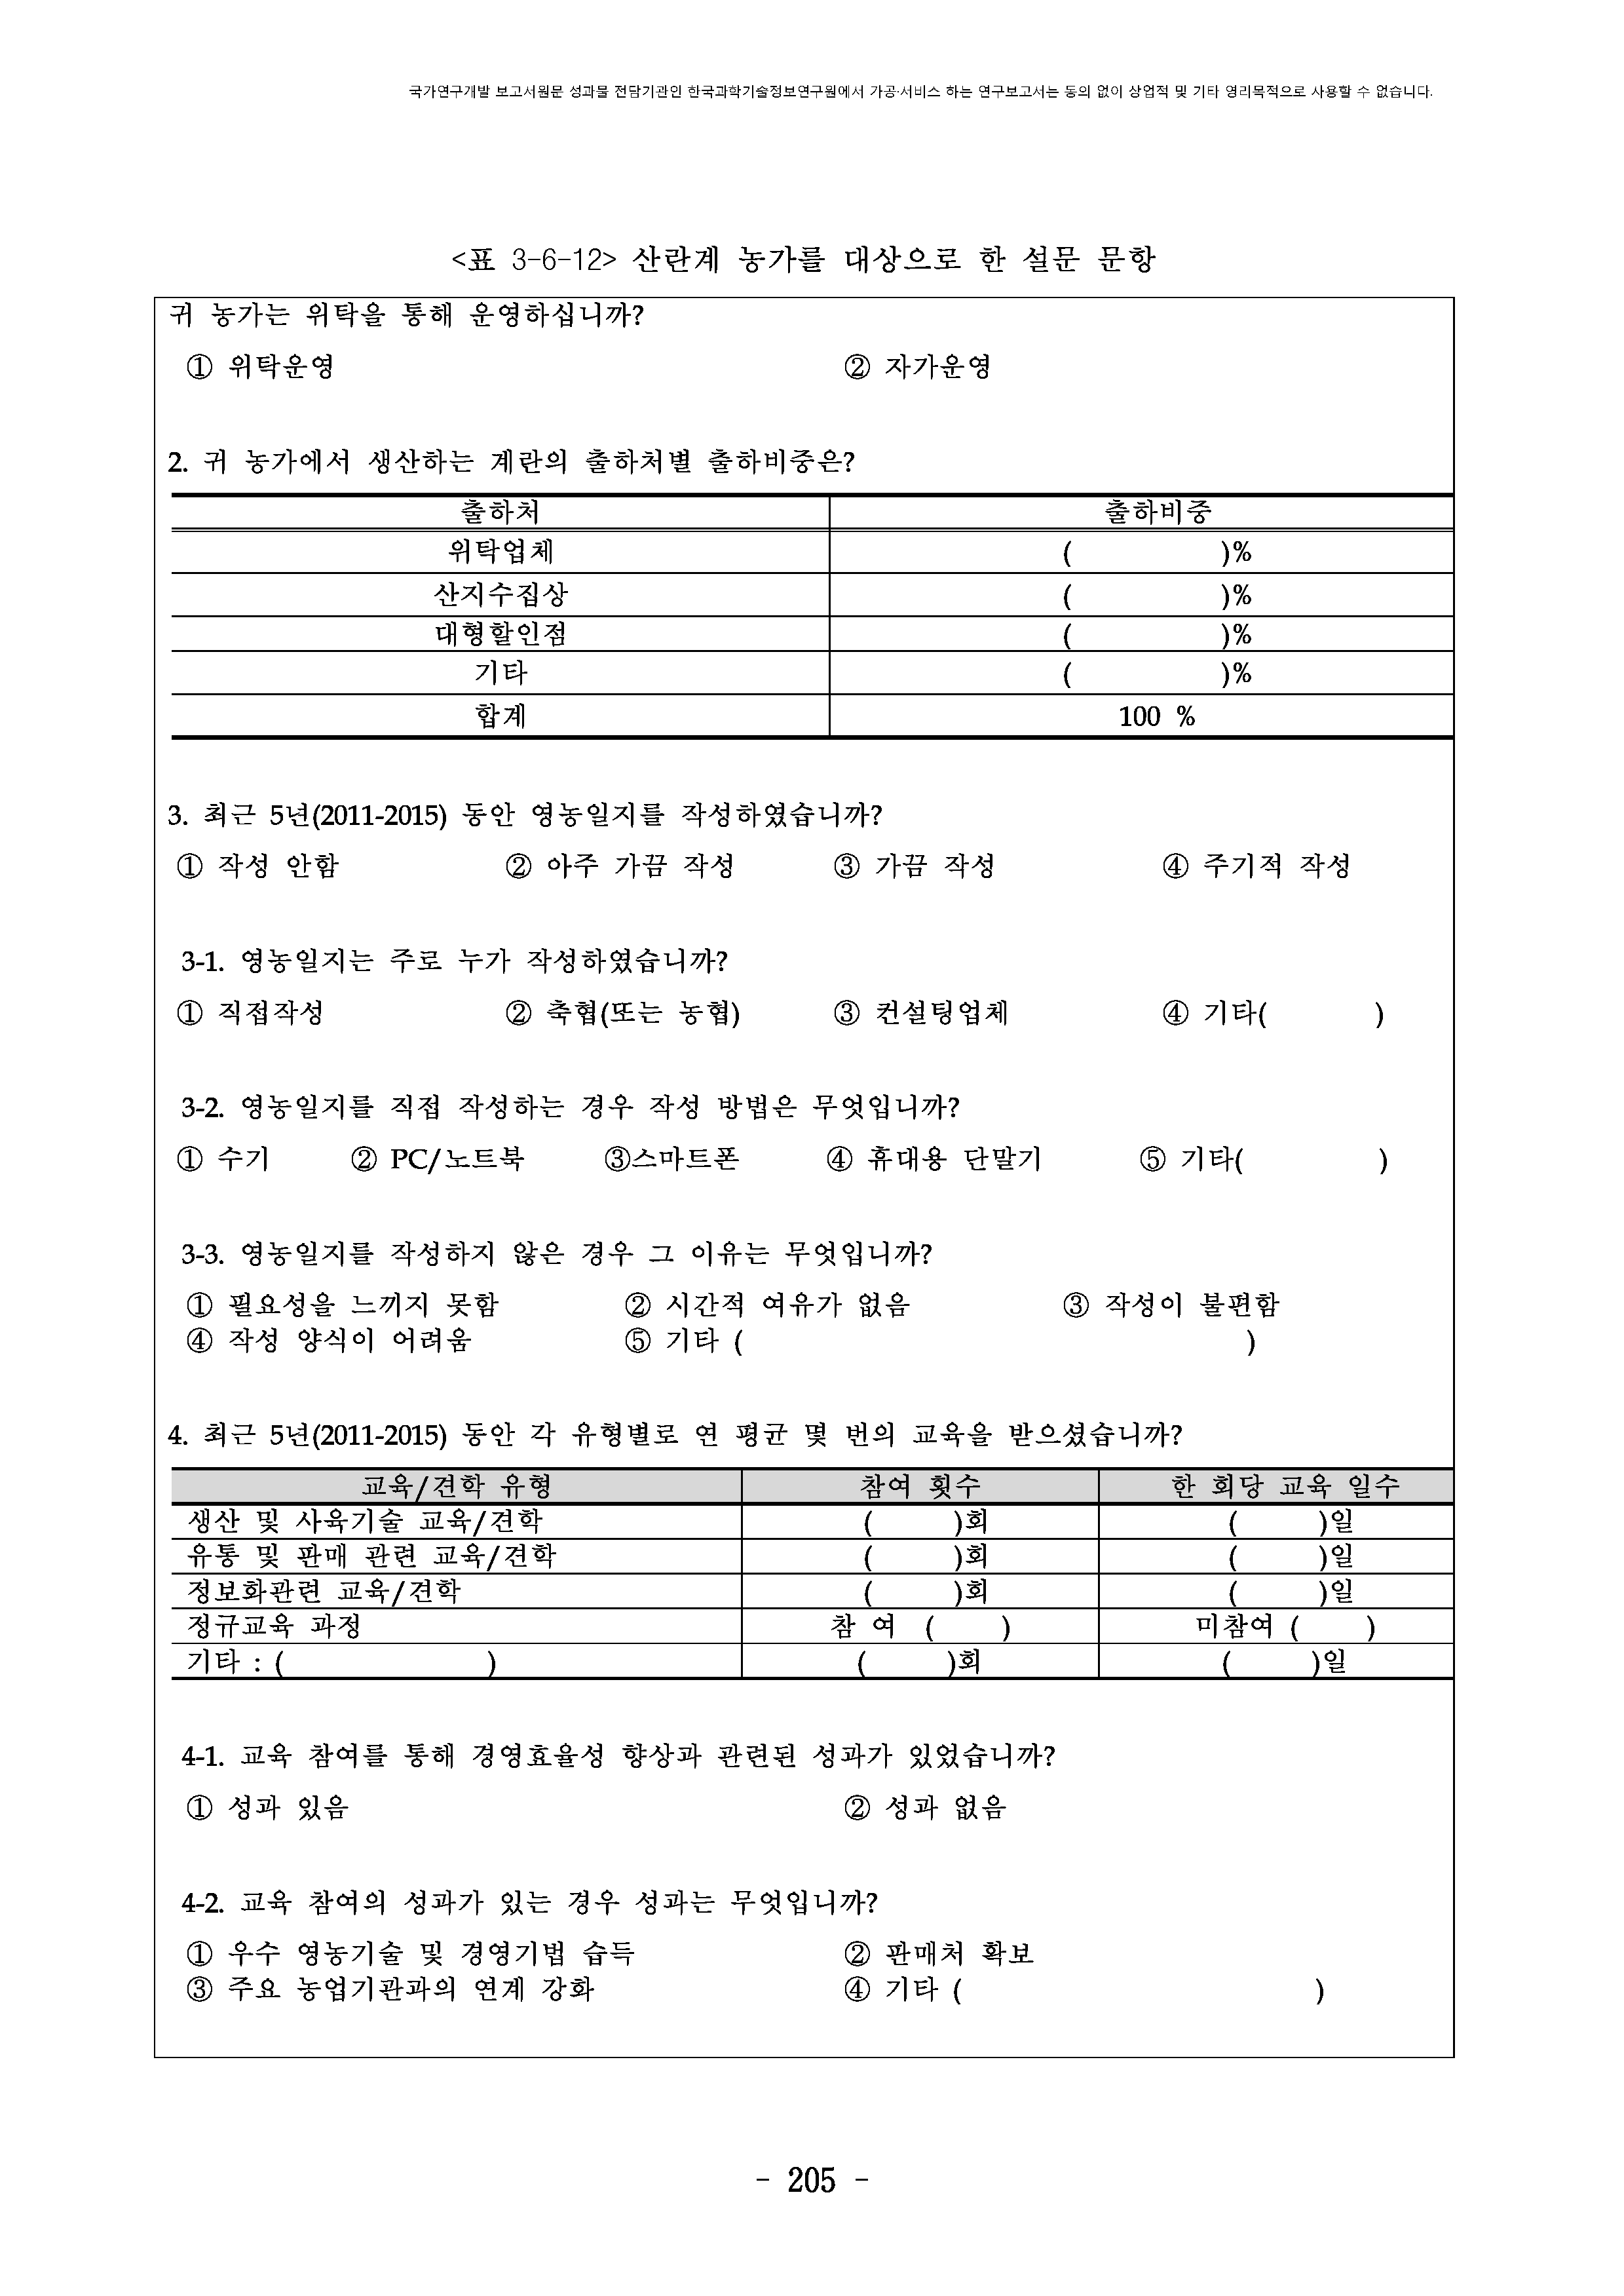 국가연구개발 보고서원문 성과물 전담기관인 한국과학기술정보연구원에서 가공·서비스 하는 연구보고서는 동의 없이 상업적 및 기타 영리목적으로 사용할 수 없습니다.
<표 3-6-12> 산란계 농가를 대상으로 한 설문 문항
귀 농가는 위탁을 통해 운영하십니까?
① 위탁운영 ② 자가운영
2. 귀 농가에서 생산하는 계란의 출하처별 출하비중은?
출하처 출하비중
위탁업체 ( )%
산지수집상 ( )%
대형할인점 ( )%
기타 ( )%
합계 100 %
3. 최근 5년(2011-2015) 동안 영농일지를 작성하였습니까?
① 작성 안함 ② 아주 가끔 작성 ③ 가끔 작성 ④ 주기적 작성
3-1. 영농일지는 주로 누가 작성하였습니까?
① 직접작성 ② 축협(또는 농협) ③ 컨설팅업체 ④ 기타( )
3-2. 영농일지를 직접 작성하는 경우 작성 방법은 무엇입니까?
① 수기 ② PC/노트북 ③스마트폰 ④ 휴대용 단말기 ⑤ 기타( )
3-3. 영농일지를 작성하지 않은 경우 그 이유는 무엇입니까?
① 필요성을 느끼지 못함 ② 시간적 여유가 없음 ③ 작성이 불편함
④ 작성 양식이 어려움 ⑤ 기타 ( )
4. 최근 5년(2011-2015) 동안 각 유형별로 연 평균 몇 번의 교육을 받으셨습니까?
교육/견학 유형 참여 횟수 한 회당 교육 일수
생산 및 사육기술 교육/견학 ( )회 ( )일
유통 및 판매 관련 교육/견학 ( )회 ( )일
정보화관련 교육/견학 ( )회 ( )일
정규교육 과정 참 여 ( ) 미참여 ( )
기타 : ( ) ( )회 ( )일
4-1. 교육 참여를 통해 경영효율성 향상과 관련된 성과가 있었습니까?
① 성과 있음 ② 성과 없음
4-2. 교육 참여의 성과가 있는 경우 성과는 무엇입니까?
① 우수 영농기술 및 경영기법 습득 ② 판매처 확보
③ 주요 농업기관과의 연계 강화 ④ 기타 ( )
- 205 -